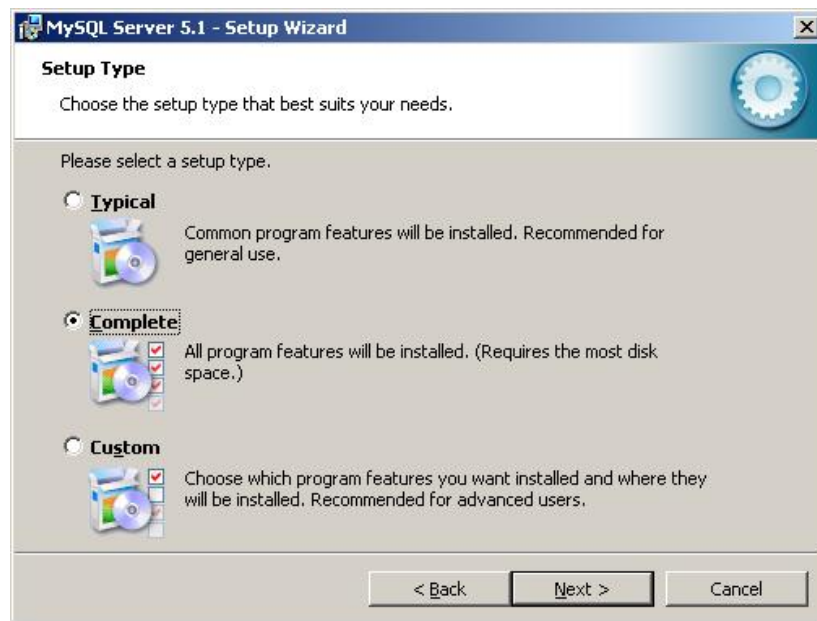 MySQL Server 5.1 - Setup Wizard
Setup Type
Choose the setup type that best suits your needs.
Please select a setup type.
Typical
Common program features will be installed. Recommended for
general use.
Complete
All program features will be installed. (Requires the most disk
space.)
Custom
Choose which program features you want installed and where they
will be installed. Recommended for advanced users.
< Back
Next >
Cancel